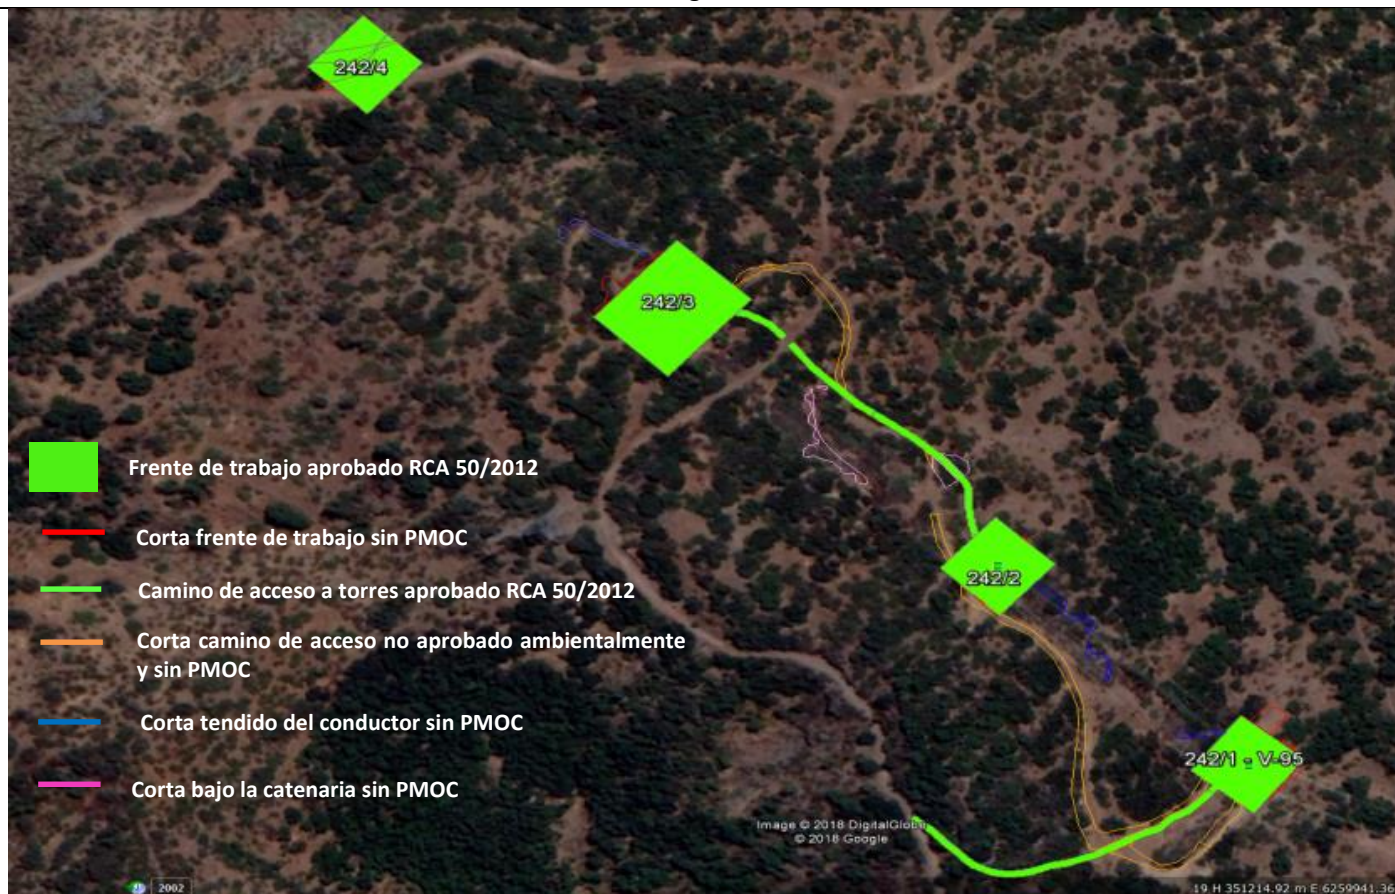 242/4
242/3
Frente de trabajo aprobado RCA 50/2012
Corta frente de trabajo sin PMOC
242/2
Camino de acceso a torres aprobado RCA 50/2012
Corta camino de acceso no aprobado ambientalmente
y sin PMOC
Corta tendido del conductor sin PMOC
242/1 - V-95
Corta bajo la catenaria sin PMOC
Image © 2018 DigitalGlobe
© 2018 Google
2002
19 H 351214.92 m E 6259941.36